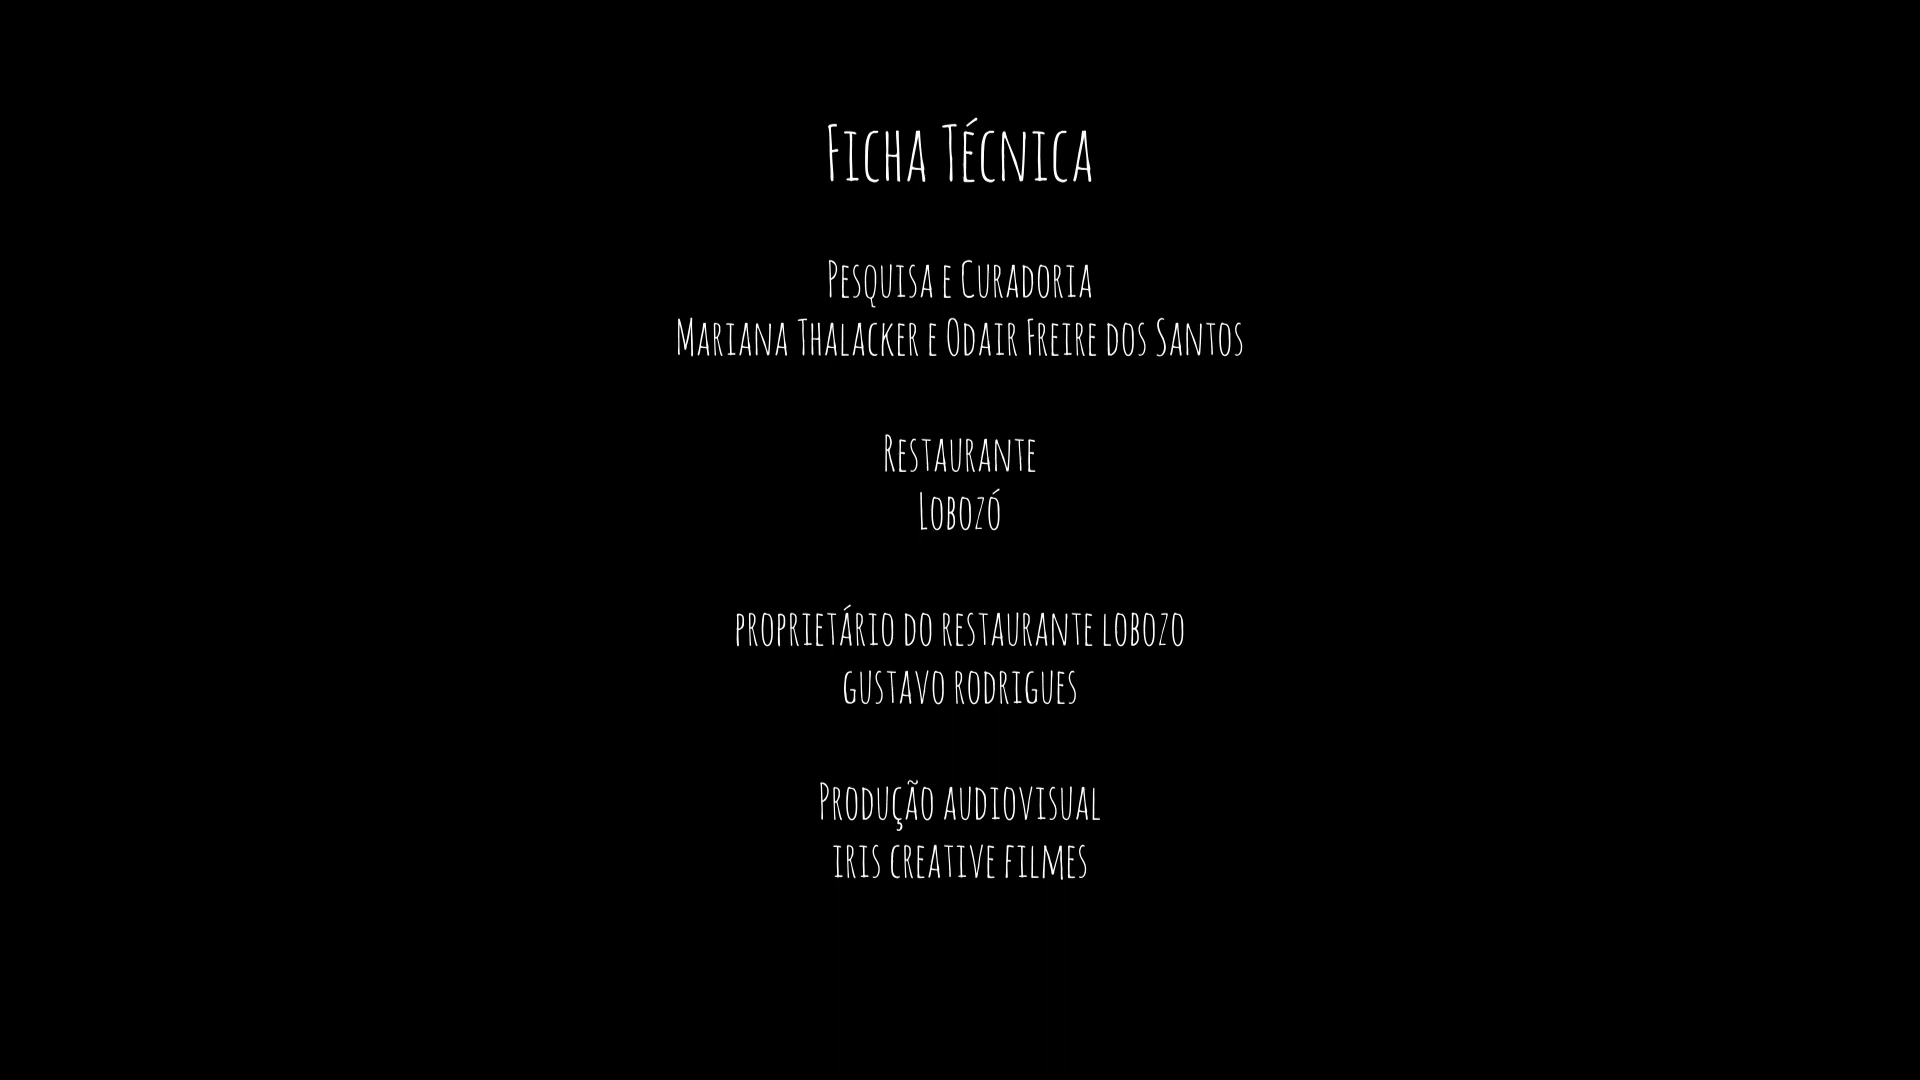 Ficha Técnica
Pesquisa e Curadoria
Mariana Thalacker e Odair Freire dos Santos
Restaurante
Lobozó
proprietário do restaurante lobozo
gustavo rodrigues
Produção audiovisual
iris creative filmes